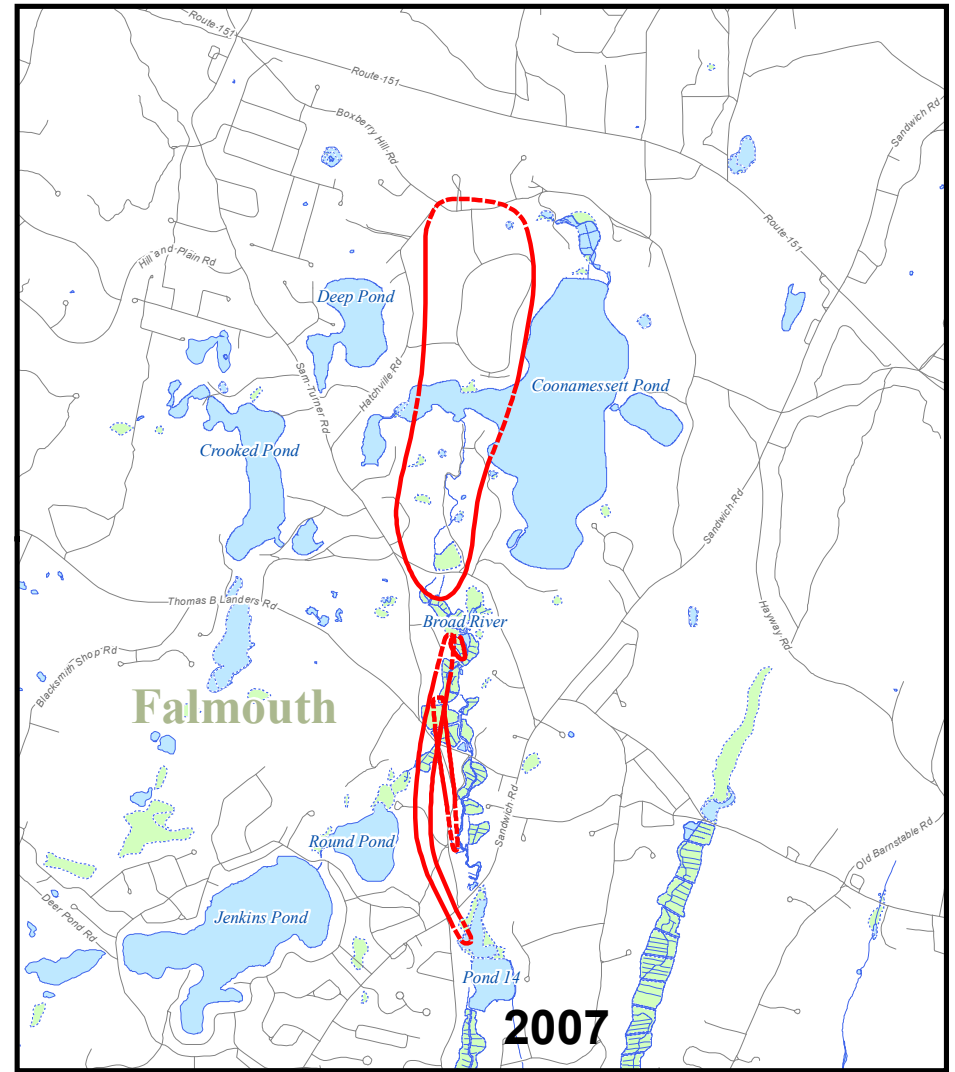 Route-151
Route-151
Boxberry Hill-Rd
Sandwich Rd
Route-151
Hill-and-Plain Rd
Deep Pond
Sam-Turner Rd
Hatchville Rd
Coonamessett Pond
Crooked Pond
Sandwich Rd
Thomas B Landers Rd
Hayway Rd
Broad River
Blacksmith Shop Rd
Falmouth
Sandwich Rd
Round Pond
Old Barnstable Rd
Deer Pond Rd
Jenkins Pond
Pond 14
2007